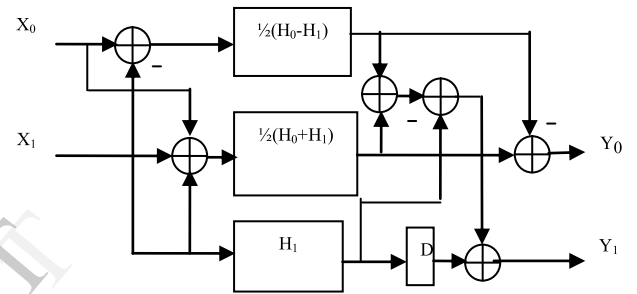 X₀
½(H₀-H₁)
X₁
½(H₀+H₁)
Y₀
H₁
D
Y₁